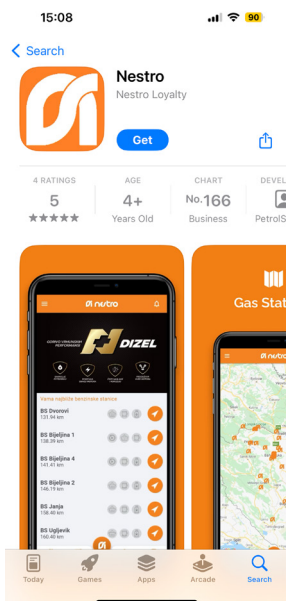 15:08
90
Search
Nestro
Nestro Loyalty
Get
4 RATINGS
5
AGE
4+
Years Old
CHART
No.166
Business
DEVEL
PetrolS
nestro
DIZEL
Vama najbliže benzinske stanice
BS Dvorovi
131.94 km
BS Bijeljina 1
138.39 km
BS Bijeljina 4
141.41 km
BS Bijeljina 2
146.19 km
BS Janja
158.40 km
BS Ugljevik
160.40 km
Gas Stat
nestro
Today
Games
Apps
Arcade
Search